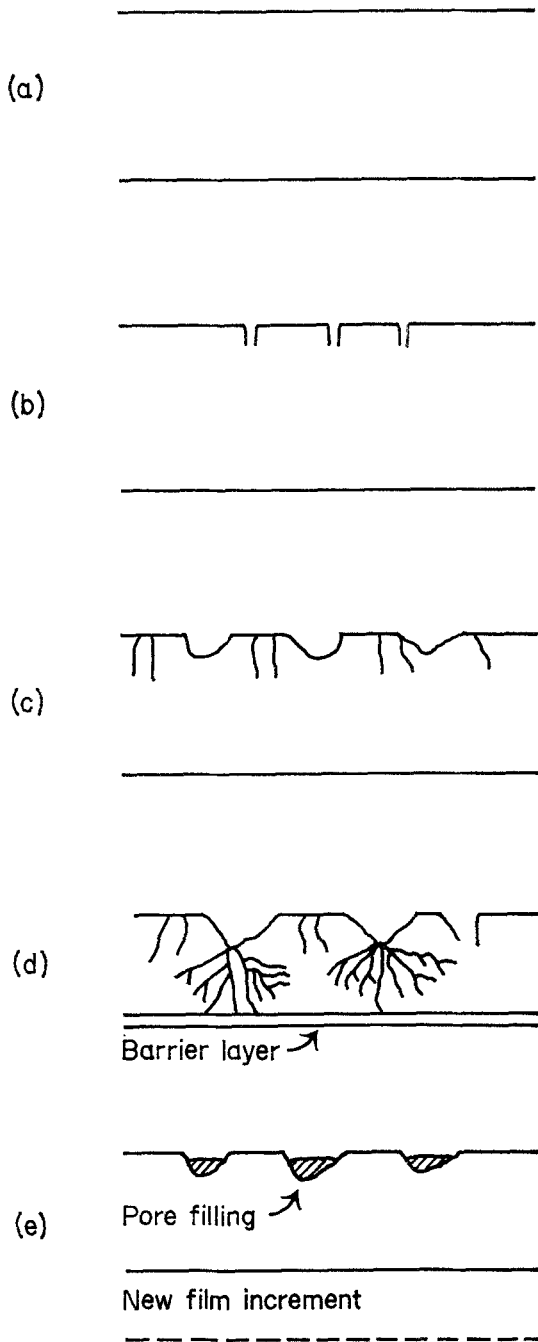 (a)
(b)
(c)
(d)
Barrier layer
Pore filling
(e)
New film increment